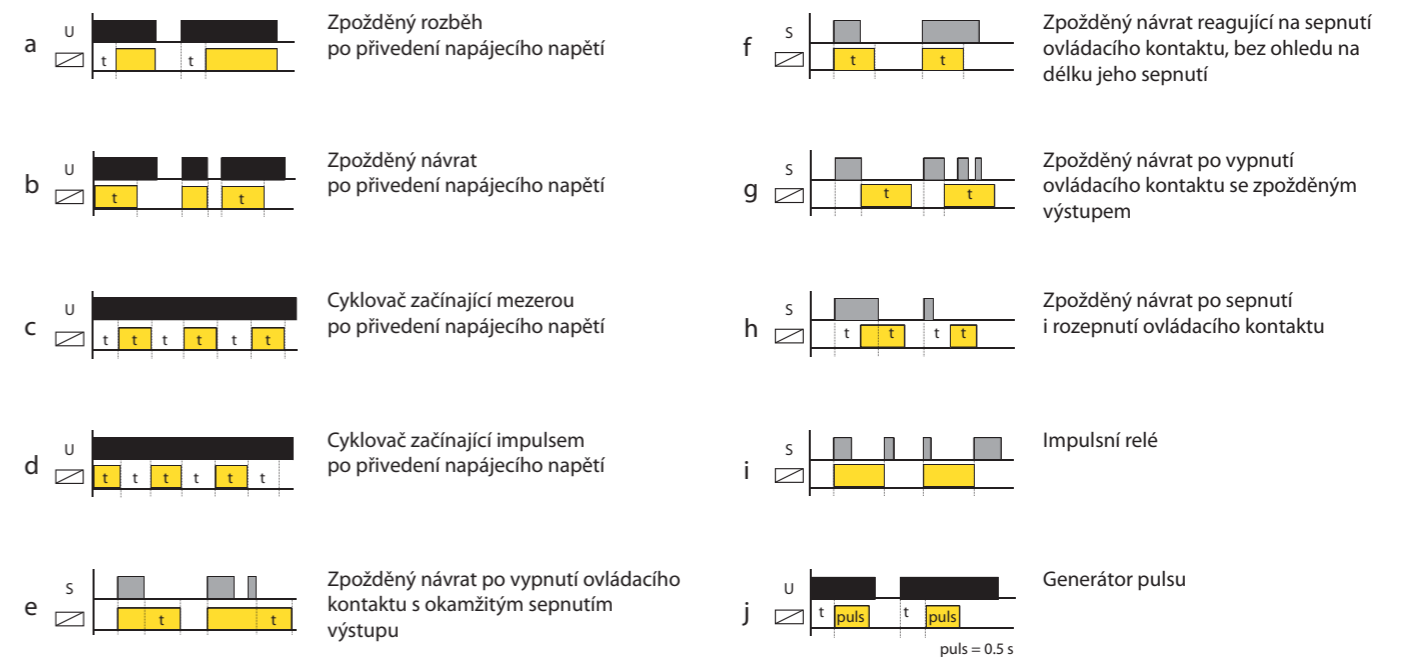 a
U
t
t
Zpožděný rozběh
po přivedení napájecího napětí
b
U
t
t
Zpožděný návrat
po přivedení napájecího napětí
c
U
t t t t t t
Cyklovač začínající mezerou
po přivedení napájecího napětí
d
U
t t t t t t
Cyklovač začínající impulsem
po přivedení napájecího napětí
e
S
t
t
Zpožděný návrat po vypnutí ovládacího
kontaktu s okamžitým sepnutím
výstupu
f
S
t
t
Zpožděný návrat reagující na sepnutí
ovládacího kontaktu, bez ohledu na
délku jeho sepnutí
g
S
t
t
Zpožděný návrat po vypnutí
ovládacího kontaktu se zpožděným
výstupem
h
S
t t t t
Zpožděný návrat po sepnutí
i rozepnutí ovládacího kontaktu
i
S
Impulsní relé
j
U
t puls t puls
puls = 0.5 s
Generátor pulsu